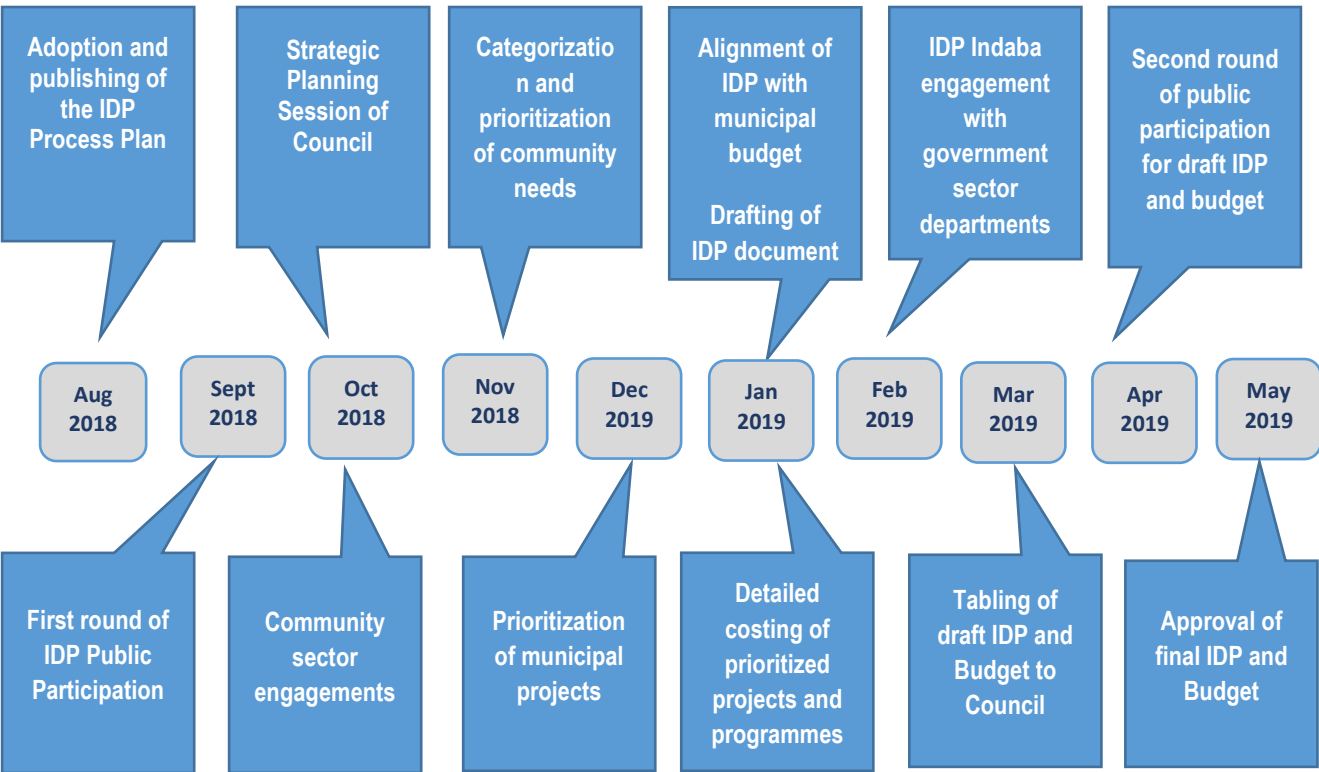 Adoption and
publishing of
the IDP
Process Plan
Strategic
Planning
Session of
Council
Categorizatio
n and
prioritization
of community
needs
Alignment of
IDP with
municipal
budget
Drafting of
IDP document
IDP Indaba
engagement
with
government
sector
departments
Second round
of public
participation
for draft IDP
and budget
Aug
2018
Sept
2018
Oct
2018
Nov
2018
Dec
2019
Jan
2019
Feb
2019
Mar
2019
Apr
2019
May
2019
First round of
IDP Public
Participation
Community
sector
engagements
Prioritization
of municipal
projects
Detailed
costing of
prioritized
projects and
programmes
Tabling of
draft IDP and
Budget to
Council
Approval of
final IDP and
Budget